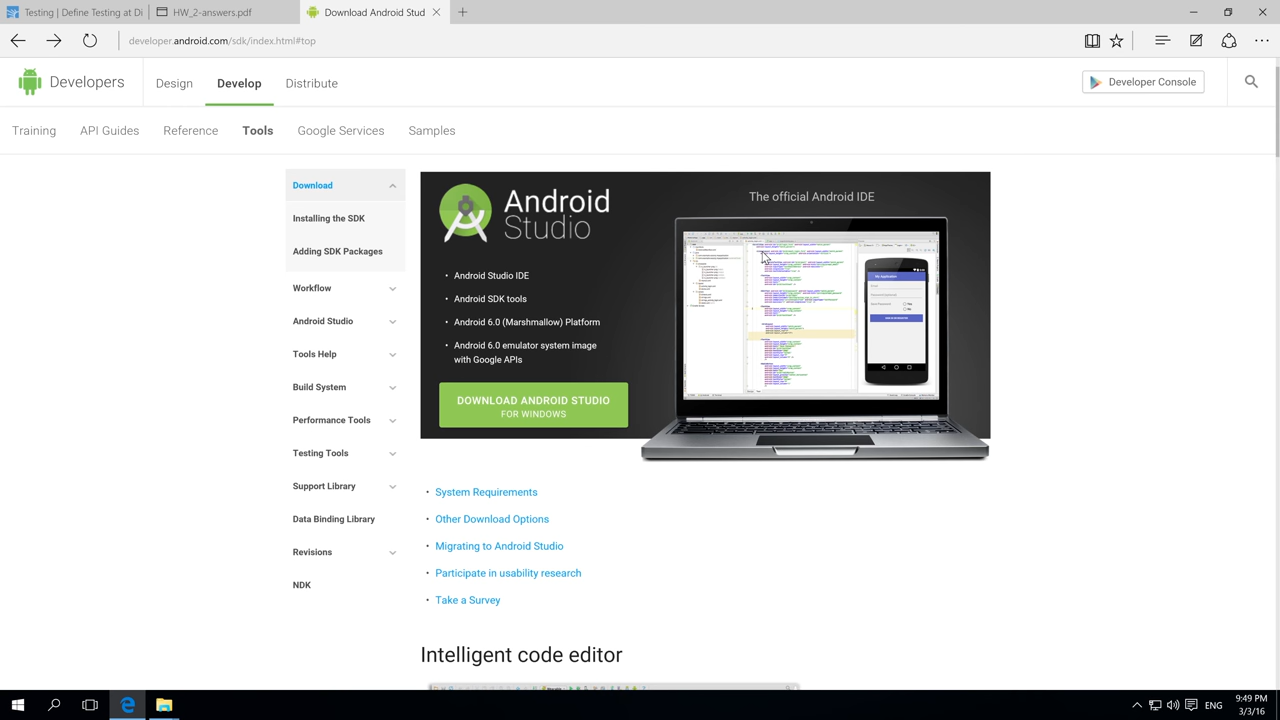 Testing | Define Testing at Di
HW_2-answers.pdf
Download Android Stud
developer.android.com/sdk/index.html#top
Developers
Design
Develop
Distribute
Developer Console
Training
API Guides
Reference
Tools
Google Services
Samples
Download
Installing the SDK
Adding SDK Packages
Workflow
Android Studio
Tools Help
Build System
Performance Tools
Testing Tools
Support Library
Data Binding Library
Revisions
NDK
Android
Studio
The official Android IDE
• Android Studio IDE
• Android SDK tools
• Android 6.0 (Marshmallow) Platform
• Android 6.0 emulator system image
with Google APIs
DOWNLOAD ANDROID STUDIO
FOR WINDOWS
My Application
• System Requirements
• Other Download Options
• Migrating to Android Studio
• Participate in usability research
• Take a Survey
Intelligent code editor
ENG
9:49 PM
3/3/16